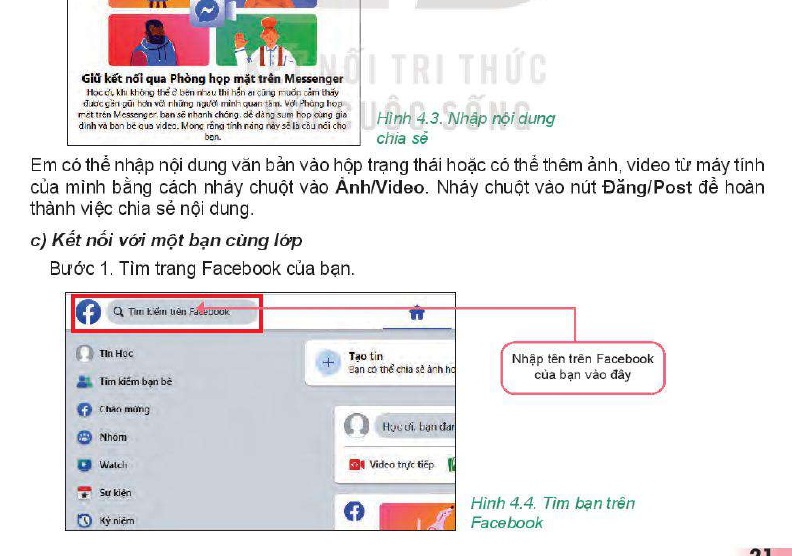 KẾT NỐI TRI THỨC
VỚI CUỘC SỐNG
Giữ kết nối qua Phòng họp mặt trên Messenger
Học ơi, khi không thể ở bên nhau thì hẳn ai cũng muốn cảm thấy
được gần gũi hơn với những người mình quan tâm. Với Phòng họp
mặt trên Messenger, bạn sẽ nhanh chóng, dễ dàng sum họp cùng gia
đình và bạn bè qua video. Mong rằng tính năng này sẽ là cầu nối cho
bạn.
Hình 4.3. Nhập nội dung
chia sẻ
Em có thể nhập nội dung văn bản vào hộp trạng thái hoặc có thể thêm ảnh, video từ máy tính
của mình bằng cách nháy chuột vào Ảnh/Video. Nháy chuột vào nút Đăng/Post để hoàn
thành việc chia sẻ nội dung.
c) Kết nối với một bạn cùng lớp
Bước 1. Tìm trang Facebook của bạn.
Tìm kiếm trên Facebook
Tin Học
Tìm kiếm bạn bè
Chào mừng
Nhóm
Watch
Sự kiện
Kỷ niệm
Tạo tin
Bạn có thể chia sẻ ảnh ho
Học ơi, bạn đan
Video trực tiếp
Nhập tên trên Facebook
của bạn vào đây
Hình 4.4. Tìm bạn trên
Facebook
21